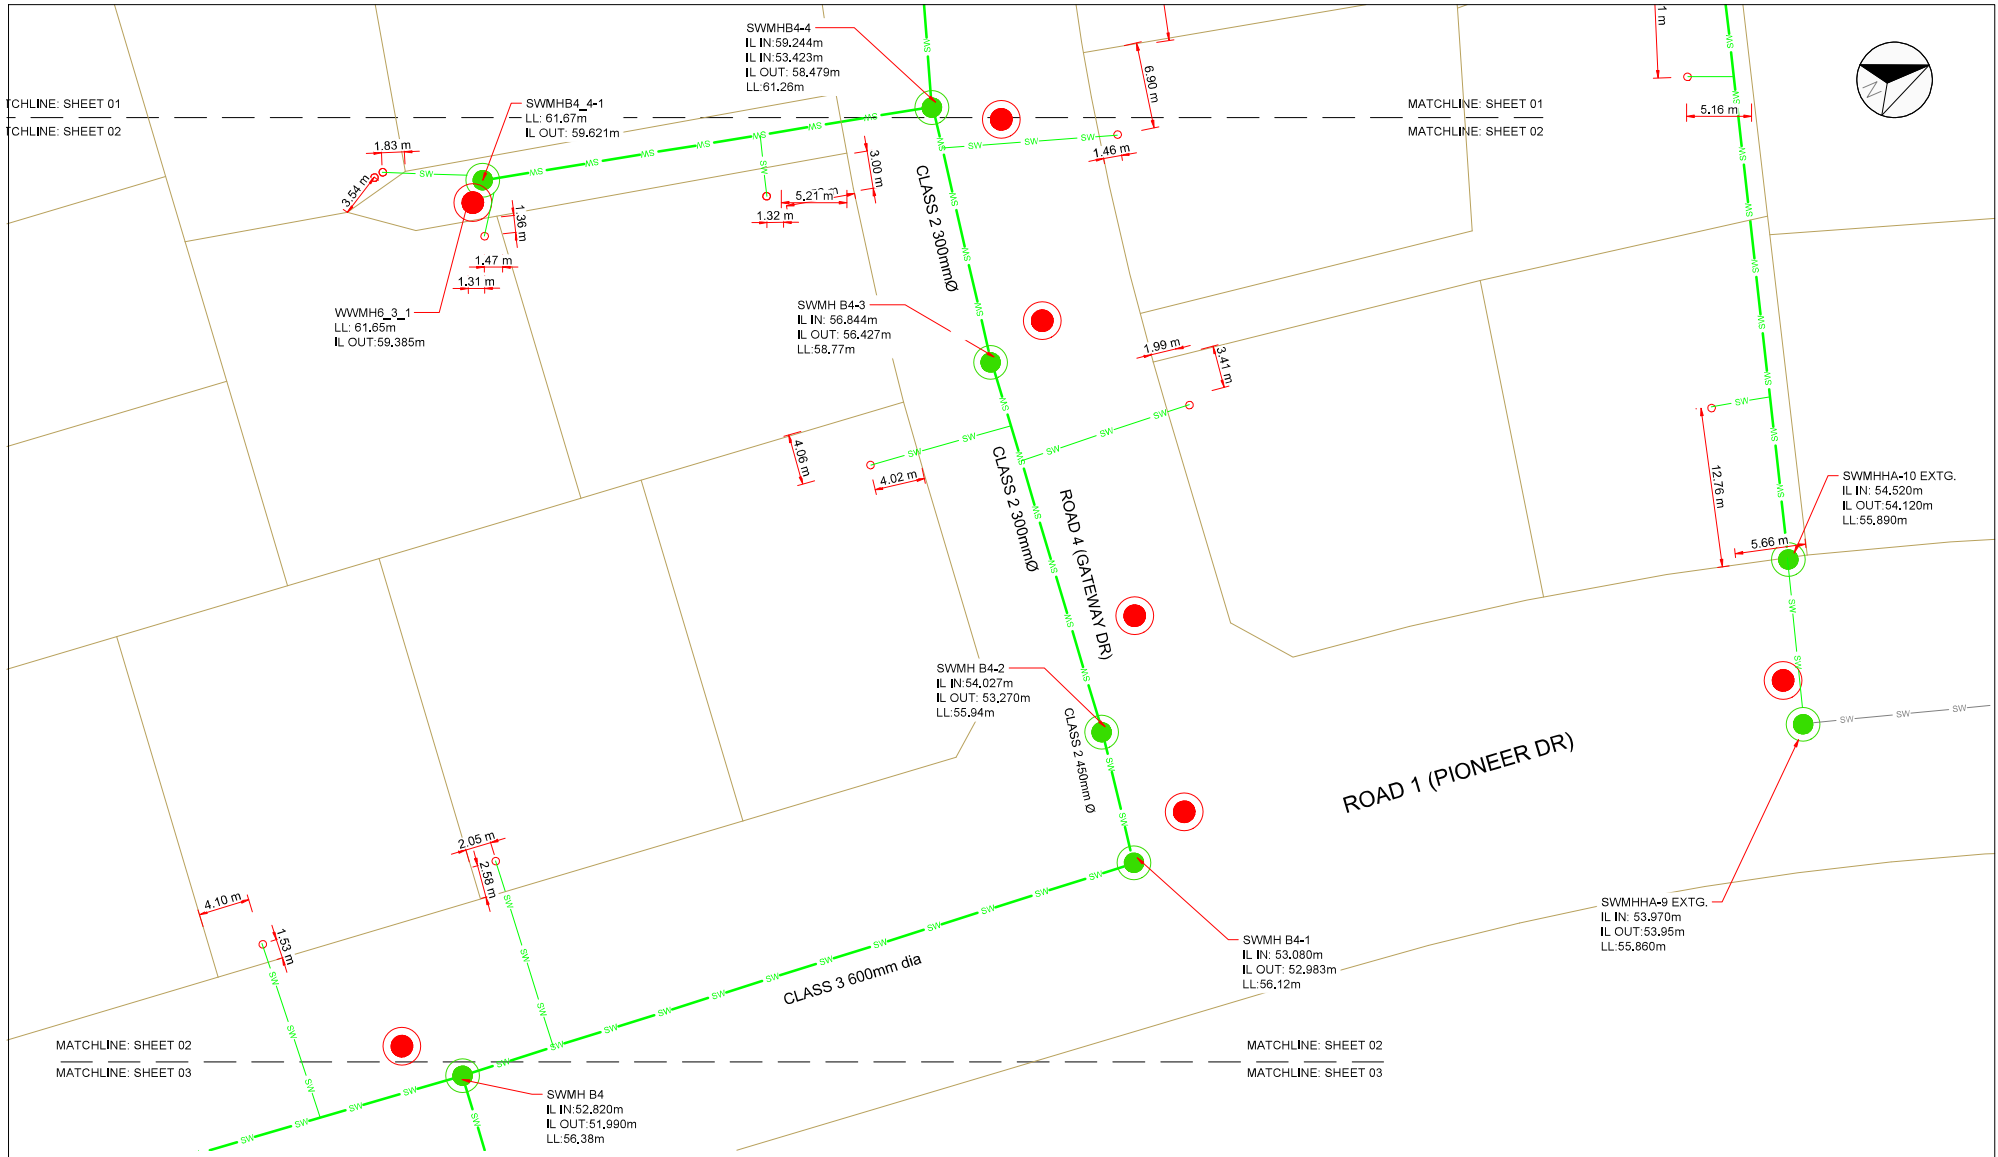 SWMHB4-4
IL IN:59.244m
IL IN:53.423m
IL OUT: 58.479m
LL:61.26m
1 m
6.90 m
TCHLINE: SHEET 01
TCHLINE: SHEET 02
SWMHB4_4-1
LL: 61.67m
IL OUT: 59.621m
MATCHLINE: SHEET 01
MATCHLINE: SHEET 02
5.16 m
1.83 m
3.54 m
1.46 m
3.00 m
5.21 m
1.32 m
1.36 m
1.47 m
1.31 m
CLASS 2 300mmØ
WWMH6_3_1
LL: 61.65m
IL OUT:59.385m
SWMH B4-3
IL IN: 56.844m
IL OUT: 56.427m
LL:58.77m
1.99 m
3.41 m
4.06 m
4.02 m
CLASS 2 300mmØ
ROAD 4 (GATEWAY DR)
12.76 m
5.66 m
SWMHHA-10 EXTG.
IL IN: 54.520m
IL OUT:54.120m
LL:55.890m
SWMH B4-2
IL IN:54.027m
IL OUT: 53.270m
LL:55.94m
CLASS 2 450mm Ø
ROAD 1 (PIONEER DR)
2.05 m
2.58 m
4.10 m
1.53 m
CLASS 3 600mm dia
SWMH B4-1
IL IN: 53.080m
IL OUT: 52.983m
LL:56.12m
SWMHHA-9 EXTG.
IL IN: 53.970m
IL OUT:53.95m
LL:55.860m
MATCHLINE: SHEET 02
MATCHLINE: SHEET 03
MATCHLINE: SHEET 02
MATCHLINE: SHEET 03
SWMH B4
IL IN:52.820m
IL OUT:51.990m
LL:56.38m
SW
N